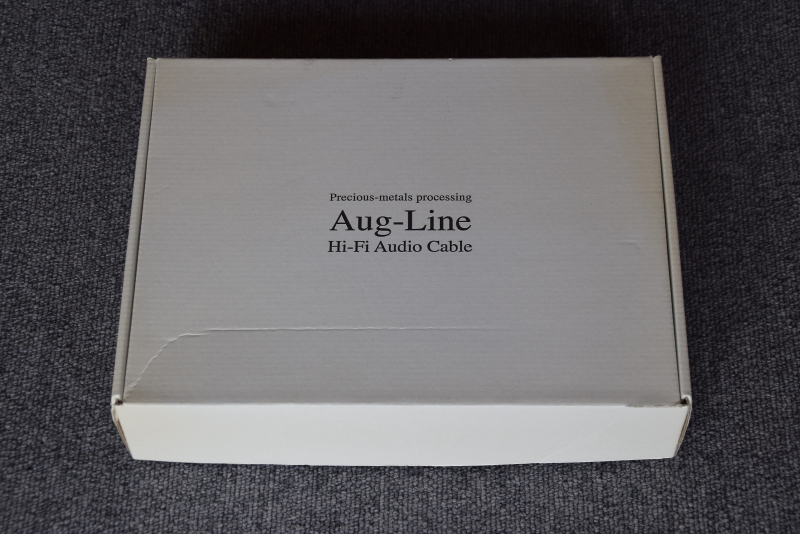 Precious-metals processing
Aug-Line
Hi-Fi Audio Cable